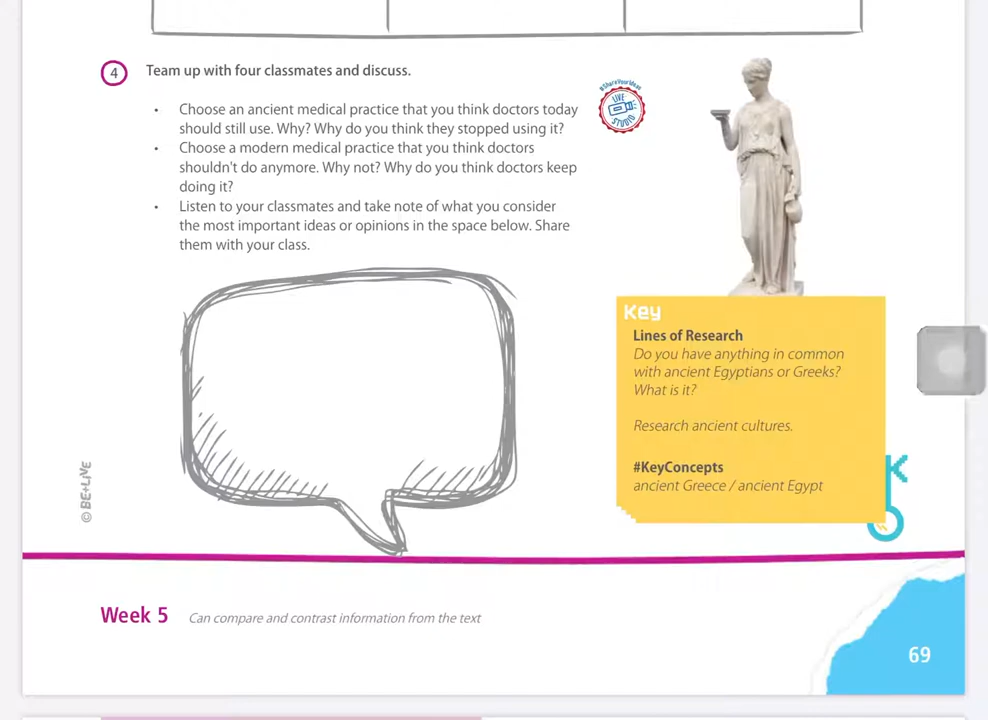 4 Team up with four classmates and discuss.
• Choose an ancient medical practice that you think doctors today
should still use. Why? Why do you think they stopped using it?
• Choose a modern medical practice that you think doctors
shouldn't do anymore. Why not? Why do you think doctors keep
doing it?
• Listen to your classmates and take note of what you consider
the most important ideas or opinions in the space below. Share
them with your class.
#ShareYourIdeas
LIVE
STUDIO
Key
Lines of Research
Do you have anything in common
with ancient Egyptians or Greeks?
What is it?
Research ancient cultures.
#KeyConcepts
ancient Greece / ancient Egypt
© BE+LIVE
Week 5 Can compare and contrast information from the text
69